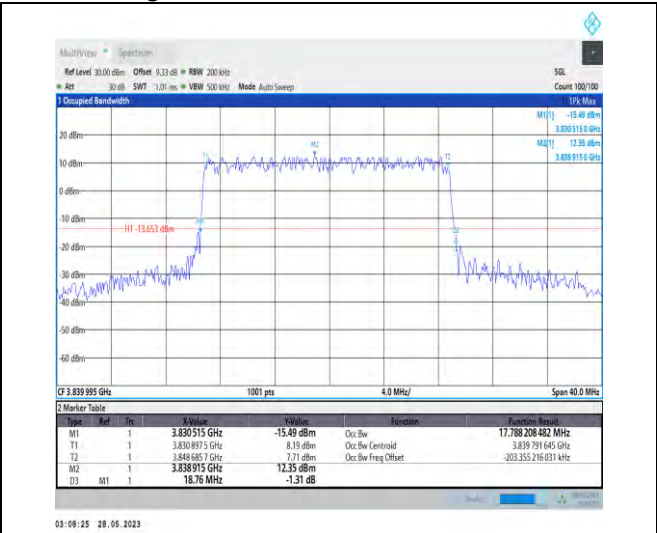 MultiView Spectrum
Ref Level 30.00 dBm Offset 9.33 dB RBW 200 kHz SGL
Att 30 dB SWT 1.01 ms VBW 500 kHz Mode Auto Sweep Count 100/100
1 Occupied Bandwidth 1Pk Max
M1[1] -15.49 dBm
3.830 515 0 GHz
M2[1] 12.35 dBm
3.838 915 0 GHz
20 dBm
M2
T1 T2
10 dBm
0 dBm
-10 dBm
H1 -13.653 dBm
-20 dBm
-30 dBm
-40 dBm
-50 dBm
-60 dBm
CF 3.839 995 GHz 1001 pts 4.0 MHz/ Span 40.0 MHz
2 Marker Table
Type Ref Trc X-Value Y-Value Function Function Result
M1 1 3.830 515 GHz -15.49 dBm Occ Bw 17.788 208 482 MHz
T1 1 3.830 897 5 GHz 8.19 dBm Occ Bw Centroid 3.839 791 645 GHz
T2 1 3.848 685 7 GHz 7.71 dBm Occ Bw Freq Offset -203.355 216 031 kHz
M2 1 3.838 915 GHz 12.35 dBm
D3 M1 1 18.76 MHz -1.31 dB
03:08:25 28.05.2023